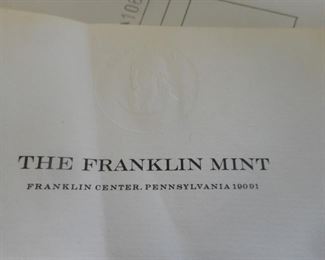 THE FRANKLIN MINT
FRANKLIN CENTER, PENNSYLVANIA 19091